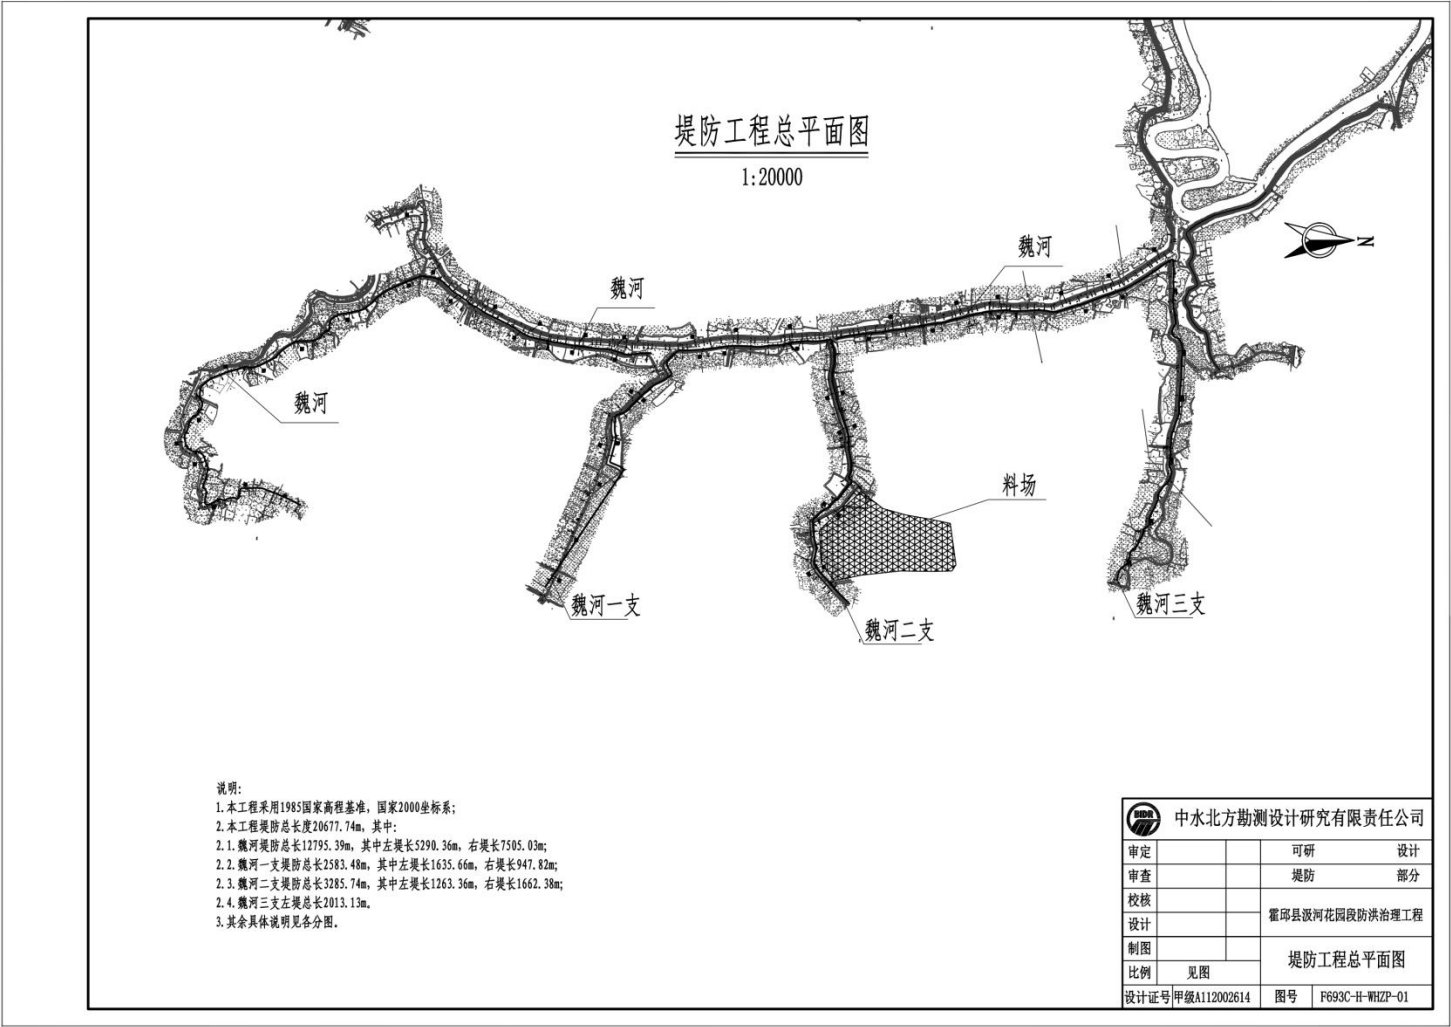 堤防工程总平面图
1:20000
魏河
魏河
N
魏河
料场
魏河一支
魏河二支
魏河三支
说明:
1.本工程采用1985国家高程基准，国家2000坐标系;
2.本工程堤防总长度20677.74m，其中:
2.1.魏河堤防总长12795.39m，其中左堤长5290.36m，右堤长7505.03m;
2.2.魏河一支堤防总长2583.48m，其中左堤长1635.66m，右堤长947.82m;
2.3.魏河二支堤防总长3285.74m，其中左堤长1263.36m，右堤长1662.38m;
2.4.魏河三支左堤总长2013.13m。
3.其余具体说明见各分图。
BIDR 中水北方勘测设计研究有限责任公司
审定 可研 设计
审查 堤防 部分
校核
设计 霍邱县汲河花园段防洪治理工程
制图
比例 见图 堤防工程总平面图
设计证号 甲级A112002614 图号 F693C-H-WHZP-01